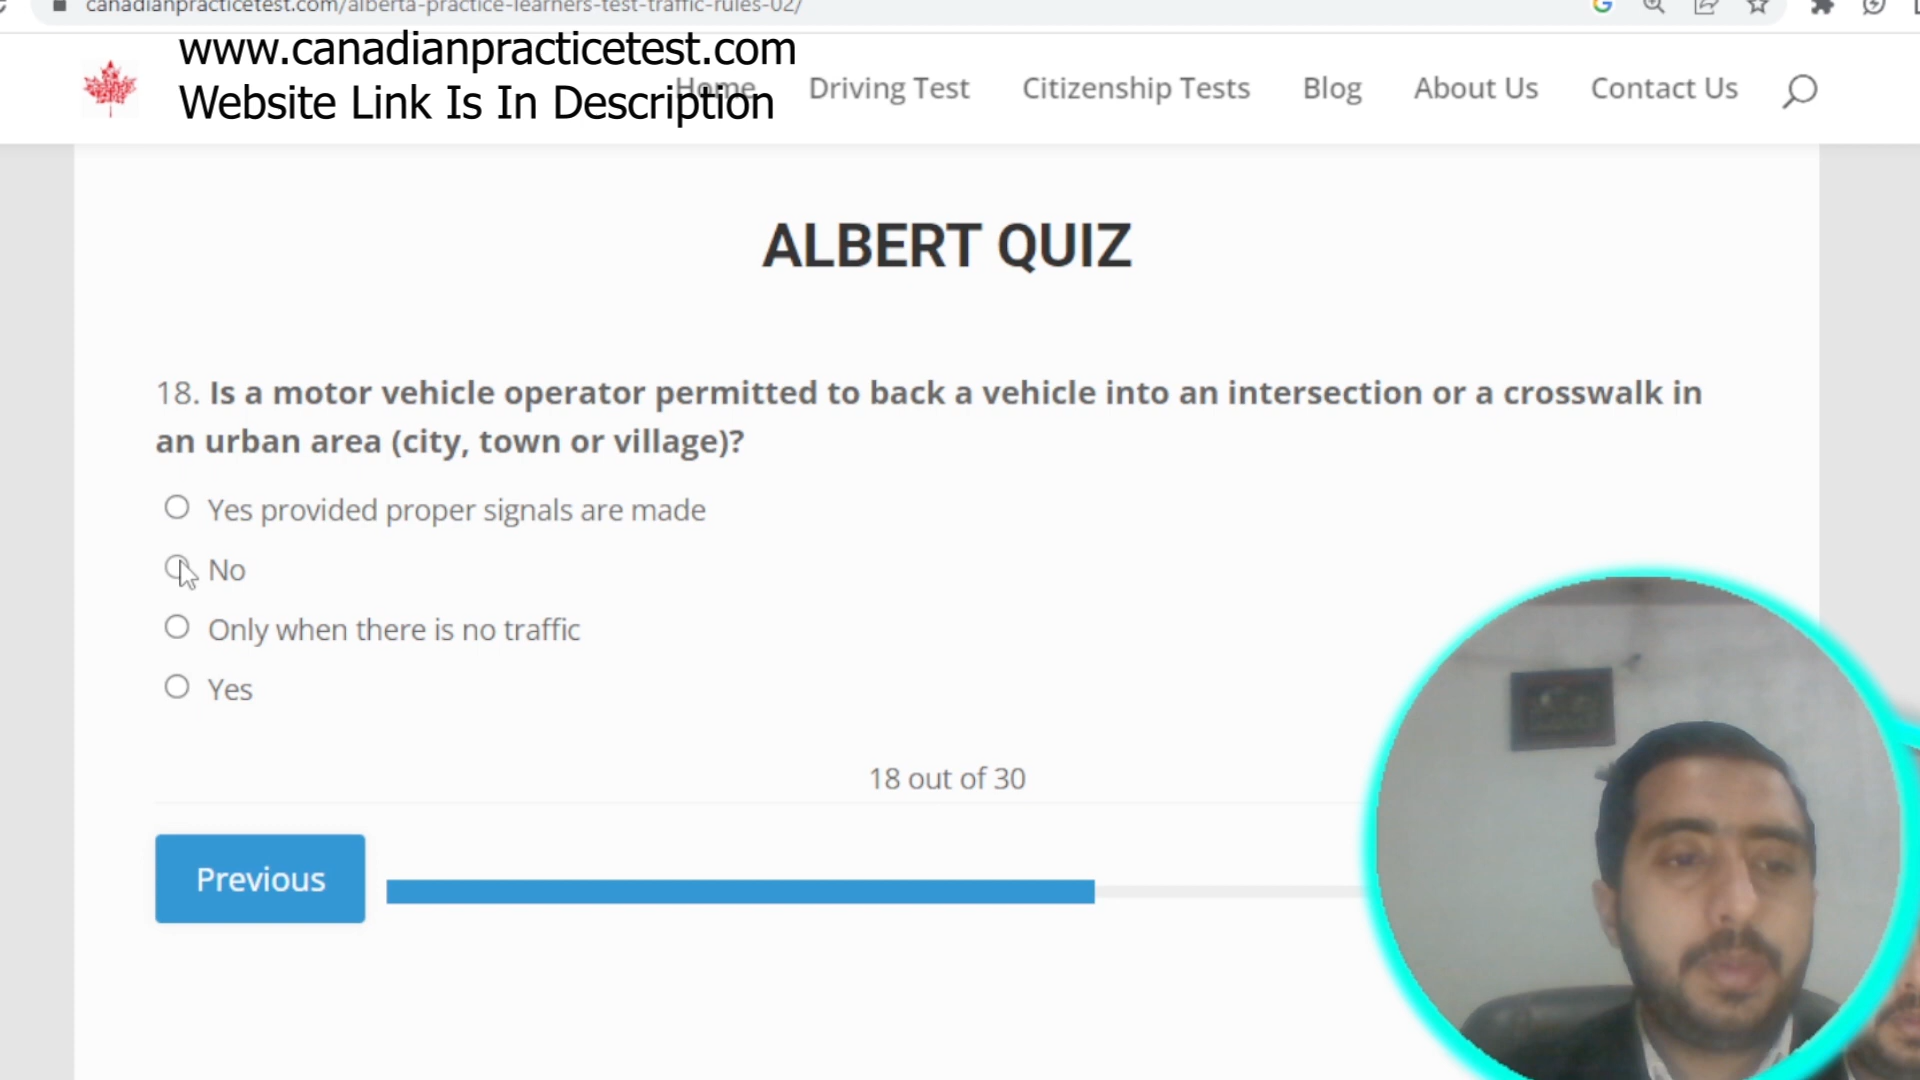 canadianpracticetest.com/alberta-practice-learners-test-traffic-rules-02/
www.canadianpracticetest.com
Website Link Is In Description
Home Driving Test Citizenship Tests Blog About Us Contact Us
ALBERT QUIZ
18. Is a motor vehicle operator permitted to back a vehicle into an intersection or a crosswalk in
an urban area (city, town or village)?
Yes provided proper signals are made
No
Only when there is no traffic
Yes
18 out of 30
Previous